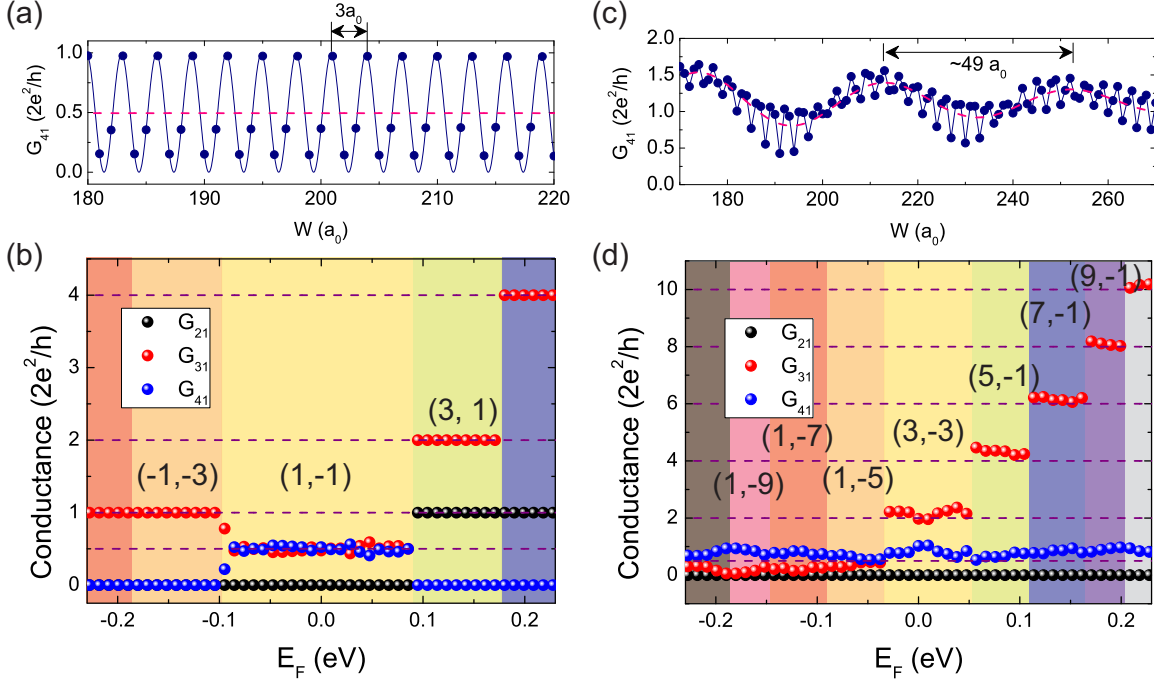 (a)
3a0
1.0
0.5
0.0
G41 (2e2/h)
180
190
200
210
220
W (a0)
(c)
~49 a0
2.0
1.5
1.0
0.5
0.0
G41 (2e2/h)
180
200
220
240
260
W (a0)
(b)
4
3
2
1
0
Conductance (2e2/h)
G21
G31
G41
(-1,-3)
(1,-1)
(3, 1)
-0.2
-0.1
0.0
0.1
0.2
EF (eV)
(d)
10
8
6
4
2
0
Conductance (2e2/h)
G21
G31
G41
(1,-9)
(1,-7)
(1,-5)
(3,-3)
(5,-1)
(7,-1)
(9,-1)
-0.2
-0.1
0.0
0.1
0.2
EF (eV)